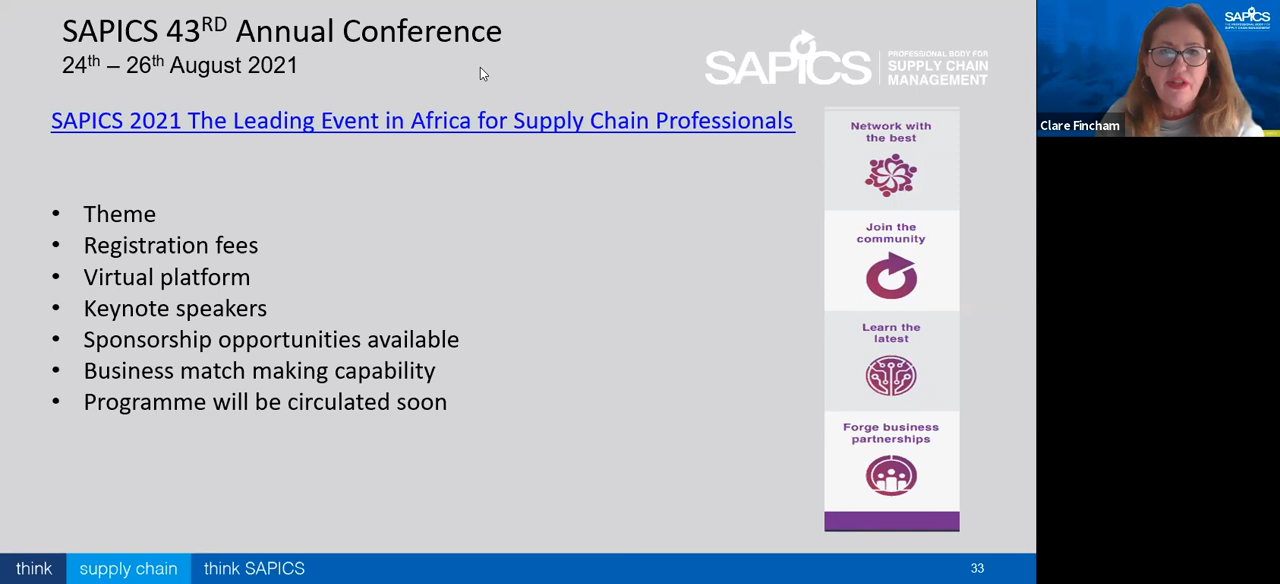 SAPICS 43RD Annual Conference
24th – 26th August 2021
SAPICS
PROFESSIONAL BODY FOR
SUPPLY CHAIN
MANAGEMENT
SAPICS 2021 The Leading Event in Africa for Supply Chain Professionals
• Theme
• Registration fees
• Virtual platform
• Keynote speakers
• Sponsorship opportunities available
• Business match making capability
• Programme will be circulated soon
Network with
the best
Join the
community
Learn the
latest
Forge business
partnerships
think
supply chain
think SAPICS
33
SAPICS
Clare Fincham